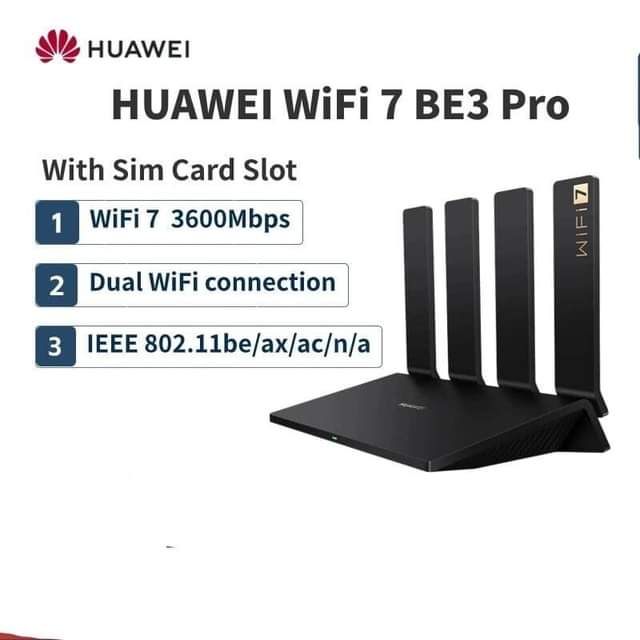 HUAWEI
HUAWEI WiFi 7 BE3 Pro
With Sim Card Slot
1 WiFi 7 3600Mbps
2 Dual WiFi connection
3 IEEE 802.11be/ax/ac/n/a
WiFi 7
HUAWEI